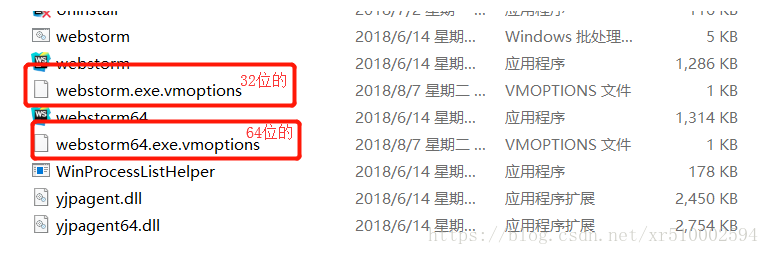 Uninstall 2018/7/2 星期... 应用程序 116 KB
webstorm 2018/6/14 星期... Windows 批处理... 5 KB
webstorm 2018/6/14 星期... 应用程序 1,286 KB
webstorm.exe.vmoptions 32位的 2018/8/7 星期二 ... VMOPTIONS 文件 1 KB
webstorm64 2018/6/14 星期... 应用程序 1,314 KB
webstorm64.exe.vmoptions 64位的 2018/8/7 星期二 ... VMOPTIONS 文件 1 KB
WinProcessListHelper 2018/6/14 星期... 应用程序 178 KB
yjpagent.dll 2018/6/14 星期... 应用程序扩展 2,450 KB
yjpagent64.dll 2018/6/14 星期... 应用程序扩展 2,754 KB
https://blog.csdn.net/xr510002594